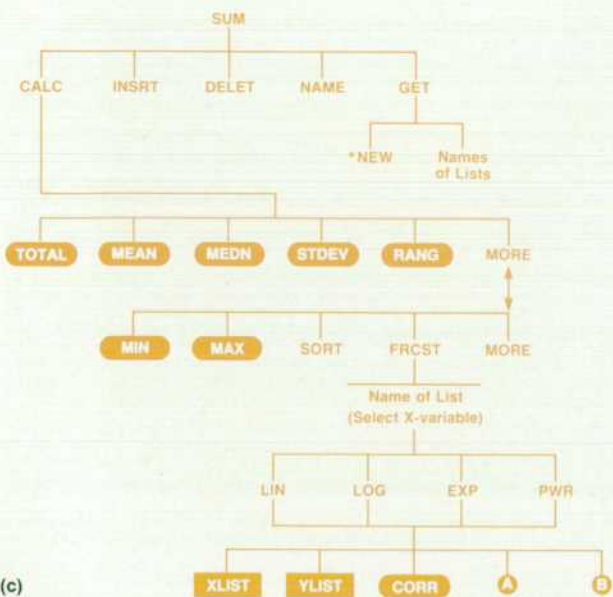 SUM
CALC INSRT DELET NAME GET
*NEW Names
of Lists
TOTAL MEAN MEDN STDEV RANG MORE
MIN MAX SORT FRCST MORE
Name of List
(Select X-variable)
LIN LOG EXP PWR
(c) XLIST YLIST CORR A B